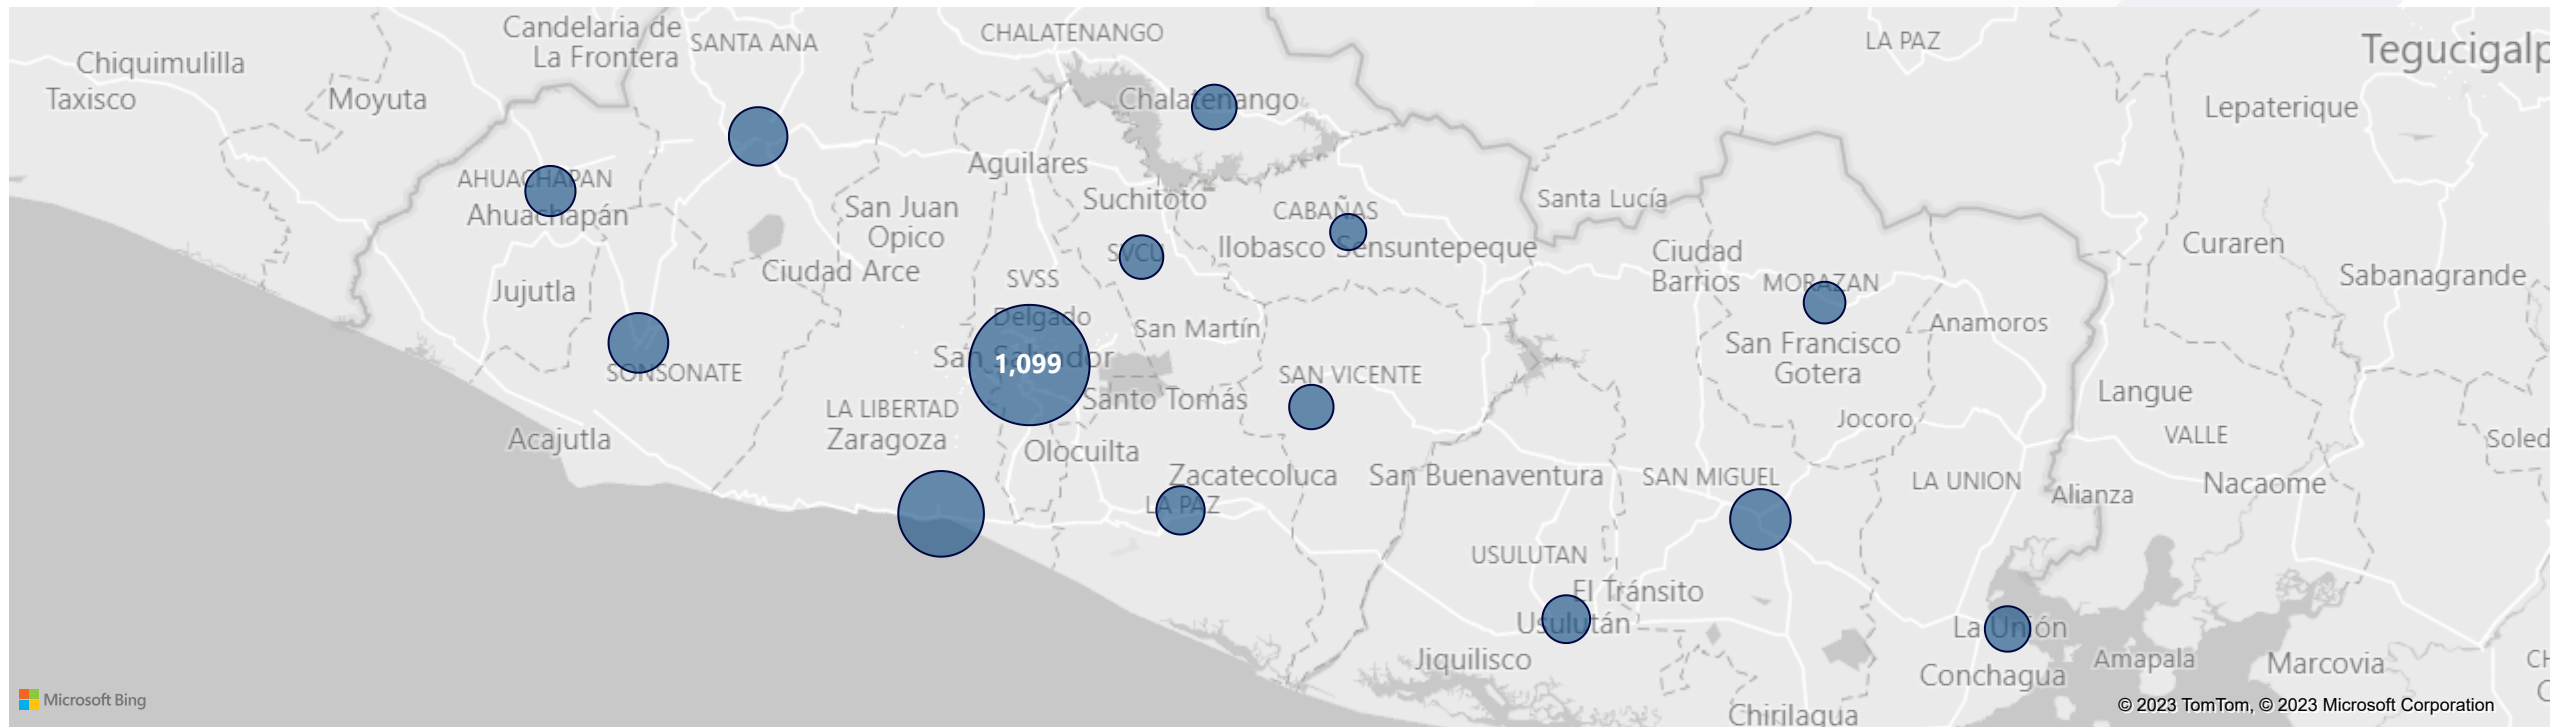 Candelaria de
La Frontera
SANTA ANA
CHALATENANGO
LA PAZ
Tegucigalp
Chiquimulilla
Taxisco
Moyuta
Chalatenango
Lepaterique
Aguilares
AHUACHAPAN
Ahuachapán
Suchitoto
San Juan
Opico
CABAÑAS
Santa Lucía
Ilobasco
Sensuntepeque
SVCU
Ciudad
Barrios
Curaren
Ciudad Arce
SVSS
MORAZAN
Sabanagrande
Jujutla
Delgado
San Martín
Anamoros
San Salvador
1,099
San Francisco
Gotera
SONSONATE
SAN VICENTE
Santo Tomás
Langue
LA LIBERTAD
Zaragoza
Jocoro
VALLE
Soled
Acajutla
Olocuilta
Zacatecoluca
San Buenaventura
SAN MIGUEL
LA UNION
Alianza
Nacaome
LA PAZ
USULUTAN
El Tránsito
Usulután
La Unión
Jiquilisco
Conchagua
Amapala
Marcovia
CH
C
Chirilagua
Microsoft Bing
© 2023 TomTom, © 2023 Microsoft Corporation